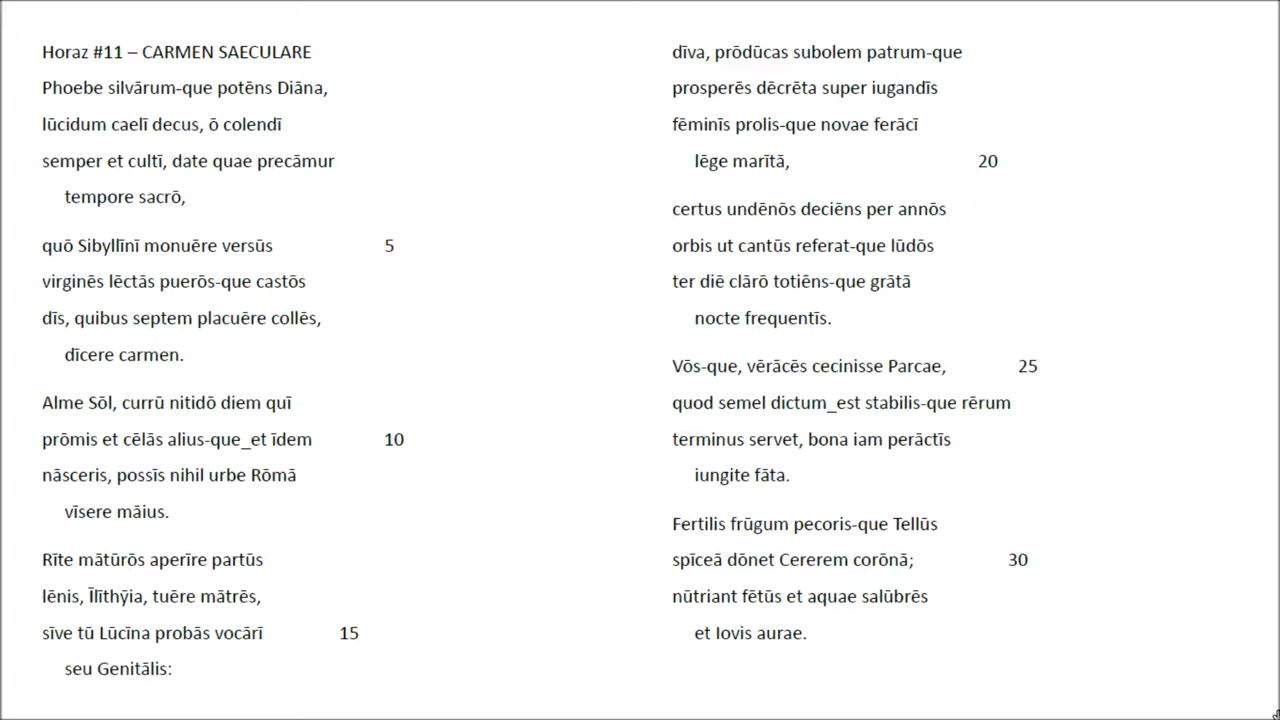 Horaz #11 – CARMEN SAECULARE
Phoebe silvārum-que potēns Diāna,
lūcidum caelī decus, ō colendī
semper et cultī, date quae precāmur
tempore sacrō,
quō Sibyllīnī monuēre versūs 5
virginēs lēctās puerōs-que castōs
dīs, quibus septem placuēre collēs,
dīcere carmen.
Alme Sōl, currū nitidō diem quī
prōmis et cēlās alius-que_et īdem 10
nāsceris, possīs nihil urbe Rōmā
vīsere māius.
Rīte mātūrōs aperīre partūs
lēnis, Īlīthȳia, tuēre mātrēs,
sīve tū Lūcīna probās vocārī 15
seu Genitālis:
dīva, prōdūcas subolem patrum-que
prosperēs dēcrēta super iugandīs
fēminīs prolis-que novae ferācī
lēge marītā, 20
certus undēnōs deciēns per annōs
orbis ut cantūs referat-que lūdōs
ter diē clārō totiēns-que grātā
nocte frequentīs.
Vōs-que, vērācēs cecinisse Parcae, 25
quod semel dictum_est stabilis-que rērum
terminus servet, bona iam perāctīs
iungite fāta.
Fertilis frūgum pecoris-que Tellūs
spīceā dōnet Cererem corōnā; 30
nūtriant fētūs et aquae salūbrēs
et Iovis aurae.